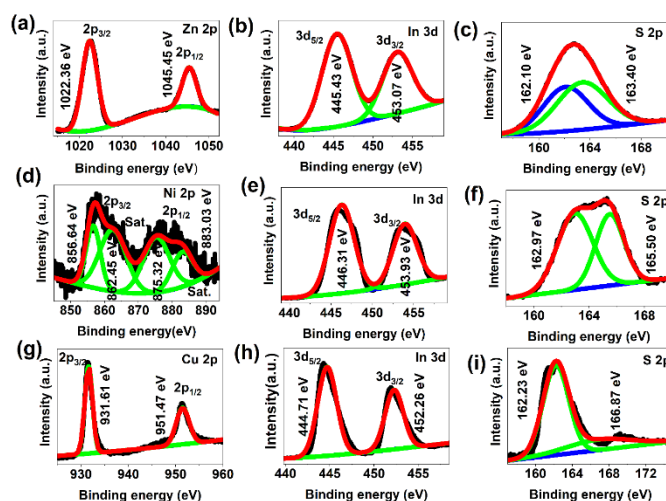 (a)
Zn 2p
2p3/2
1022.36 eV
1045.45 eV
2p1/2
Intensity (a.u.)
1020 1030 1040 1050
Binding energy (eV)
(b)
In 3d
3d5/2
3d3/2
445.43 eV
453.07 eV
Intensity (a.u.)
440 445 450 455
Binding energy (eV)
(c)
S 2p
162.10 eV
163.40 eV
Intensity (a.u.)
160 164 168
Binding energy (eV)
(d)
Ni 2p
2p3/2
Sat
2p1/2
856.64 eV
862.45 eV
875.32 eV
883.03 eV
Sat.
Intensity (a.u.)
850 860 870 880 890
Binding energy(eV)
(e)
In 3d
3d5/2
3d3/2
446.31 eV
453.93 eV
Intensity (a.u.)
440 445 450 455
Binding energy (eV)
(f)
S 2p
162.97 eV
165.50 eV
Intensity (a.u.)
160 164 168
Binding energy (eV)
(g)
Cu 2p
2p3/2
931.61 eV
951.47 eV
2p1/2
Intensity (a.u.)
930 940 950 960
Binding energy (eV)
(h)
In 3d
3d5/2
3d3/2
444.71 eV
452.26 eV
Intensity (a.u.)
440 445 450 455
Binding energy (eV)
(i)
S 2p
162.23 eV
166.87 eV
Intensity (a.u.)
160 164 168 172
Binding energy (eV)